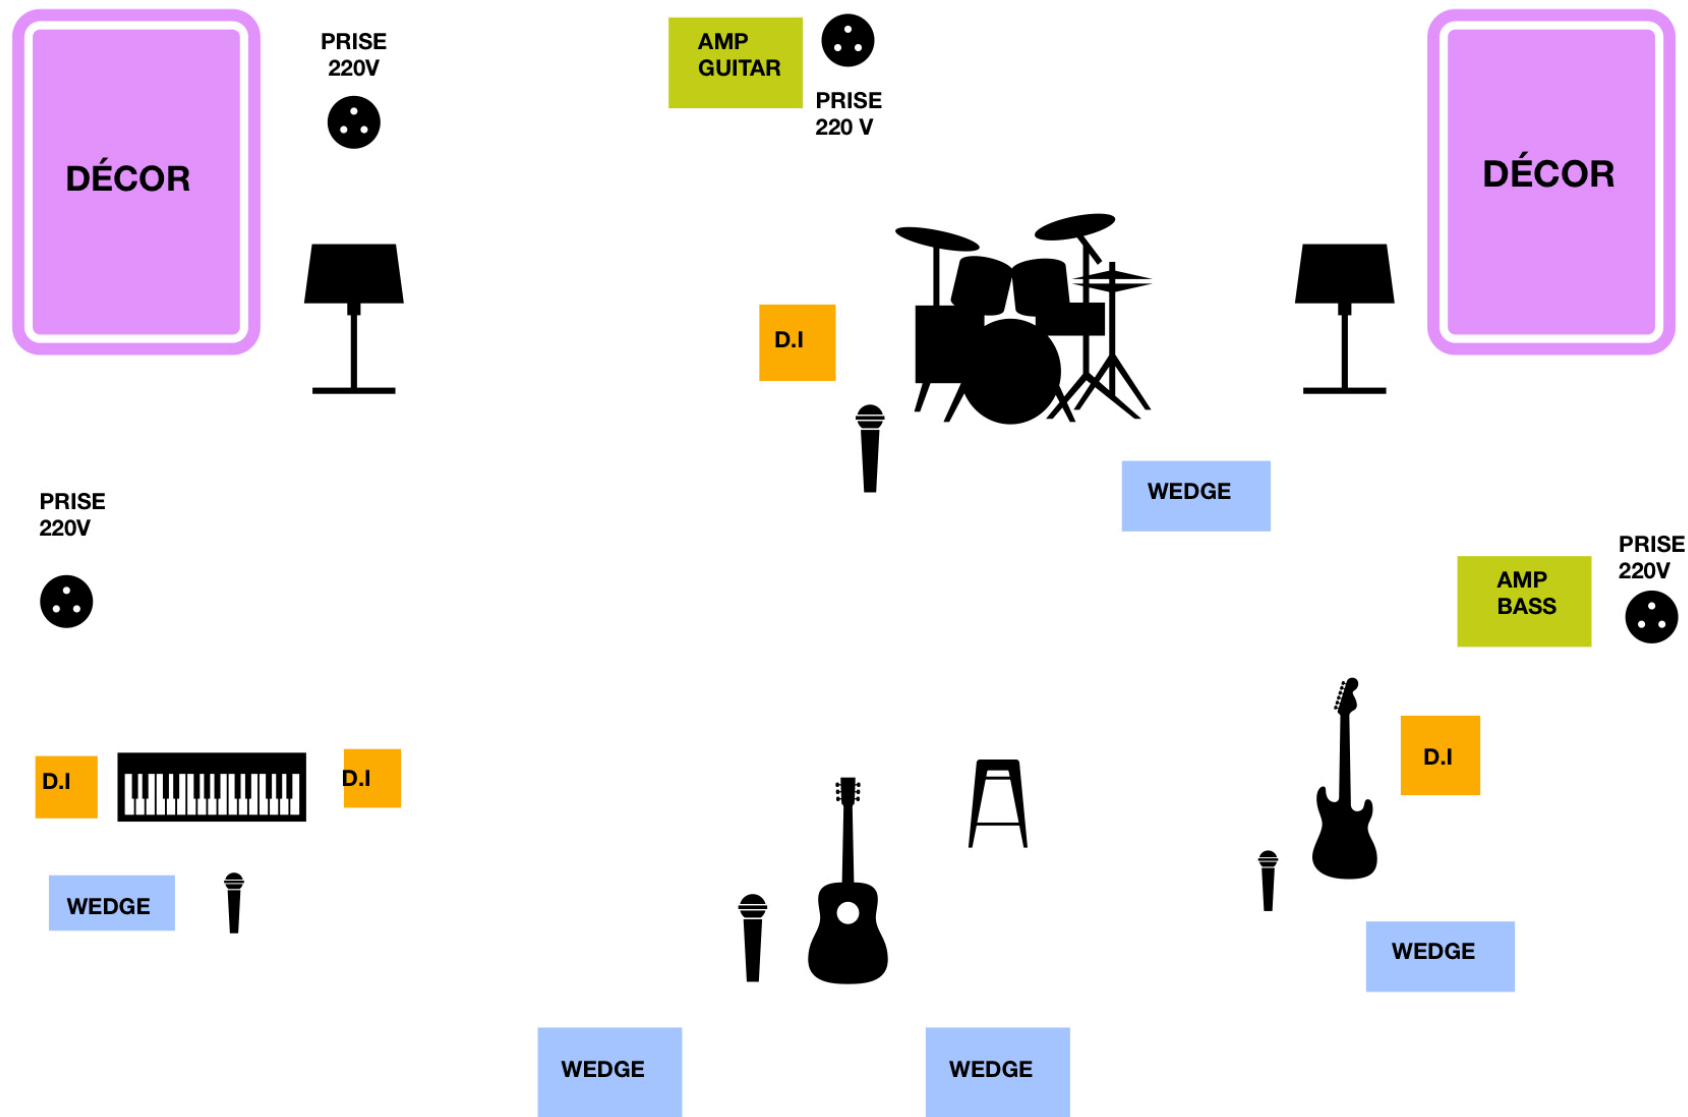 PRISE
220V
AMP
GUITAR
PRISE
220 V
DÉCOR
DÉCOR
D.I
WEDGE
PRISE
220V
PRISE
220V
AMP
BASS
D.I
D.I
D.I
WEDGE
WEDGE
WEDGE
WEDGE